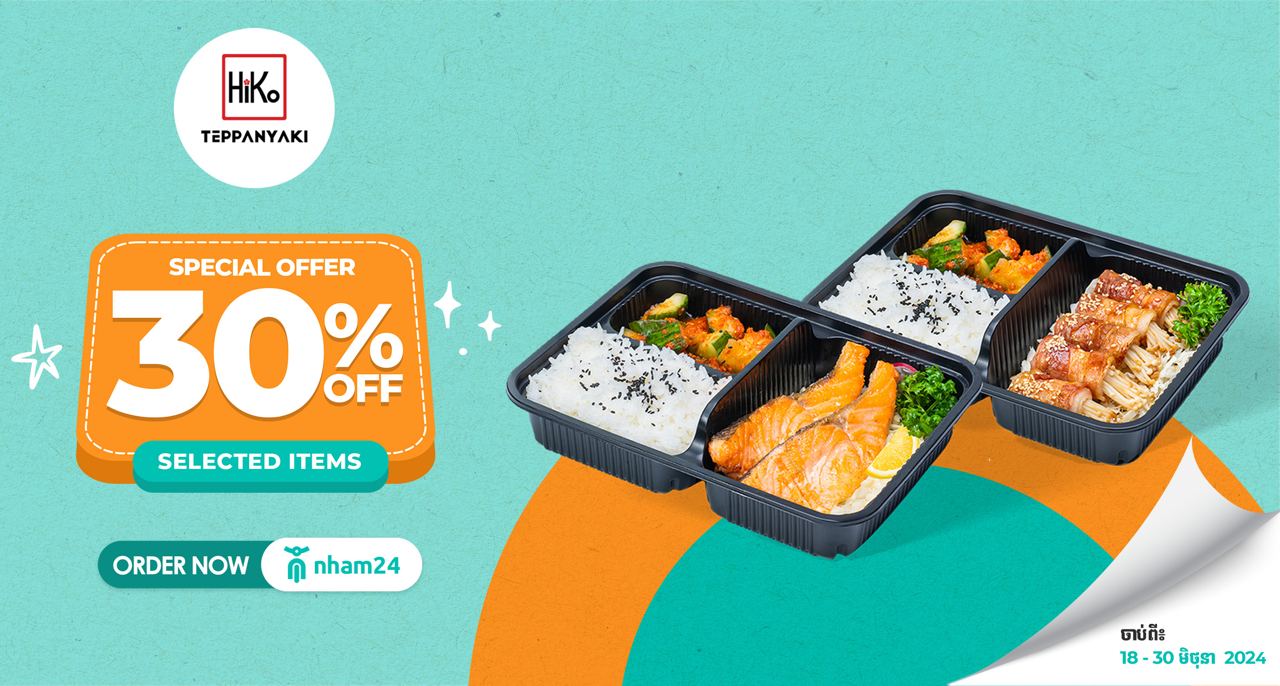 HiKo
TEPPANYAKI
SPECIAL OFFER
30% OFF
SELECTED ITEMS
ORDER NOW nham24
ចាប់ពី៖
18 - 30 មិថុនា 2024